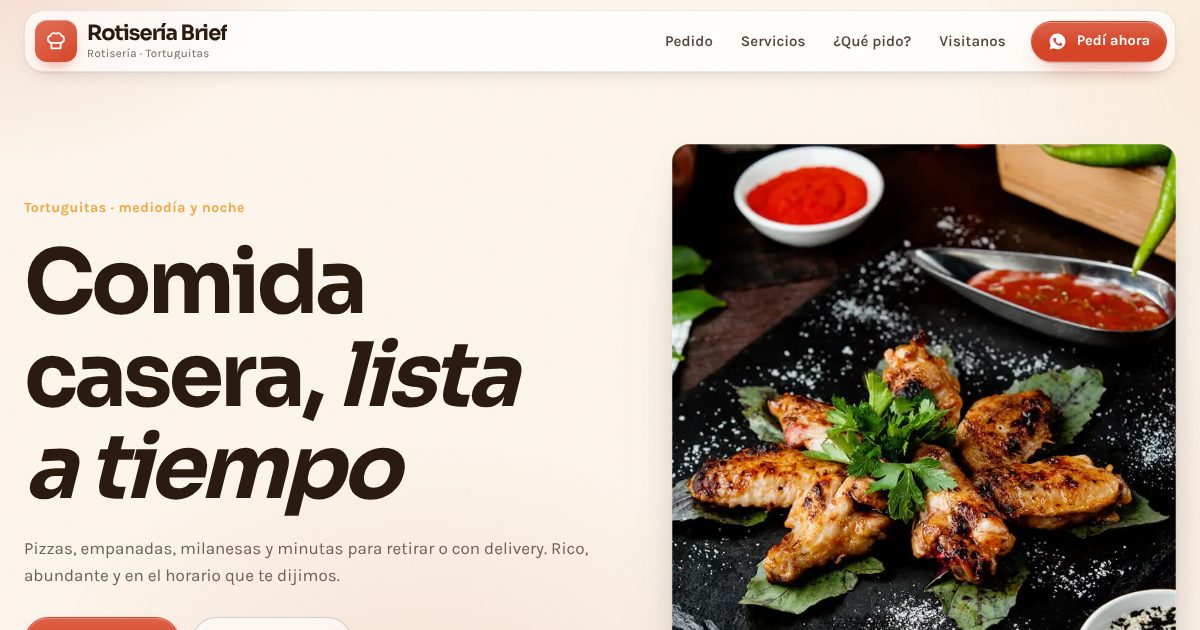 Rotisería Brief
Rotisería · Tortuguitas
Pedido
Servicios
¿Qué pido?
Visitanos
Pedí ahora
Tortuguitas · mediodía y noche
Comida
casera, lista
a tiempo
Pizzas, empanadas, milanesas y minutas para retirar o con delivery. Rico,
abundante y en el horario que te dijimos.